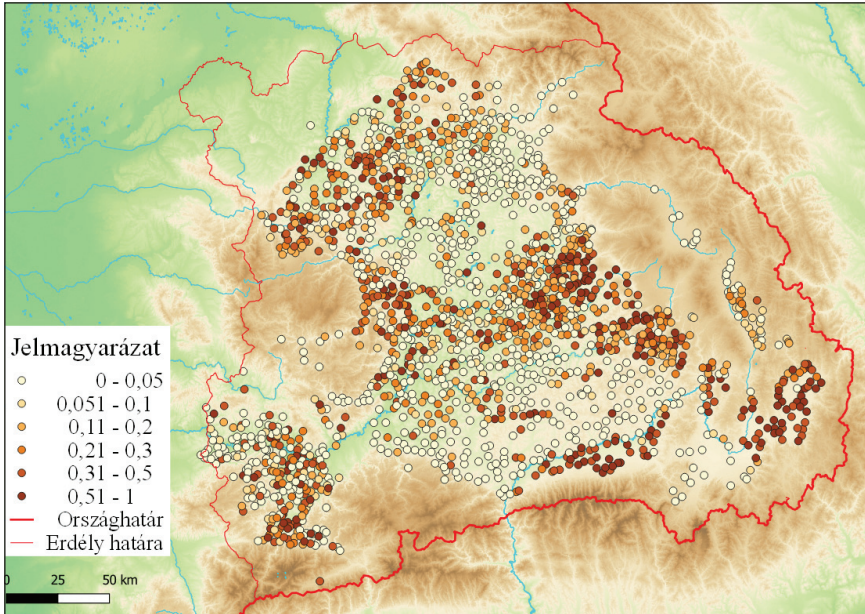 Jelmagyarázat
0 - 0,05
0,051 - 0,1
0,11 - 0,2
0,21 - 0,3
0,31 - 0,5
0,51 - 1
Országhatár
Erdély határa
0 25 50 km